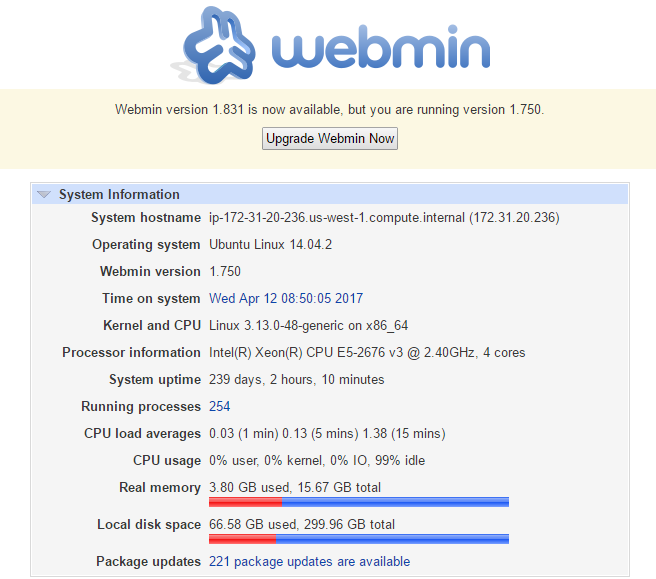 webmin
Webmin version 1.831 is now available, but you are running version 1.750.
Upgrade Webmin Now
System Information
System hostname ip-172-31-20-236.us-west-1.compute.internal (172.31.20.236)
Operating system Ubuntu Linux 14.04.2
Webmin version 1.750
Time on system Wed Apr 12 08:50:05 2017
Kernel and CPU Linux 3.13.0-48-generic on x86_64
Processor information Intel(R) Xeon(R) CPU E5-2676 v3 @ 2.40GHz, 4 cores
System uptime 239 days, 2 hours, 10 minutes
Running processes 254
CPU load averages 0.03 (1 min) 0.13 (5 mins) 1.38 (15 mins)
CPU usage 0% user, 0% kernel, 0% IO, 99% idle
Real memory 3.80 GB used, 15.67 GB total
Local disk space 66.58 GB used, 299.96 GB total
Package updates 221 package updates are available